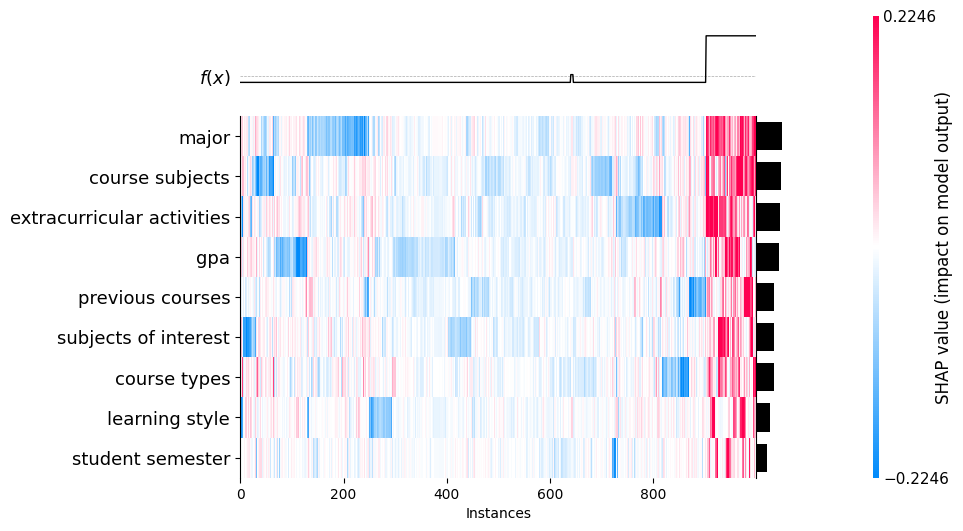 0.2246
f(x)
major
course subjects
extracurricular activities
gpa
previous courses
subjects of interest
course types
learning style
student semester
0 200 400 600 800
Instances
SHAP value (impact on model output)
−0.2246